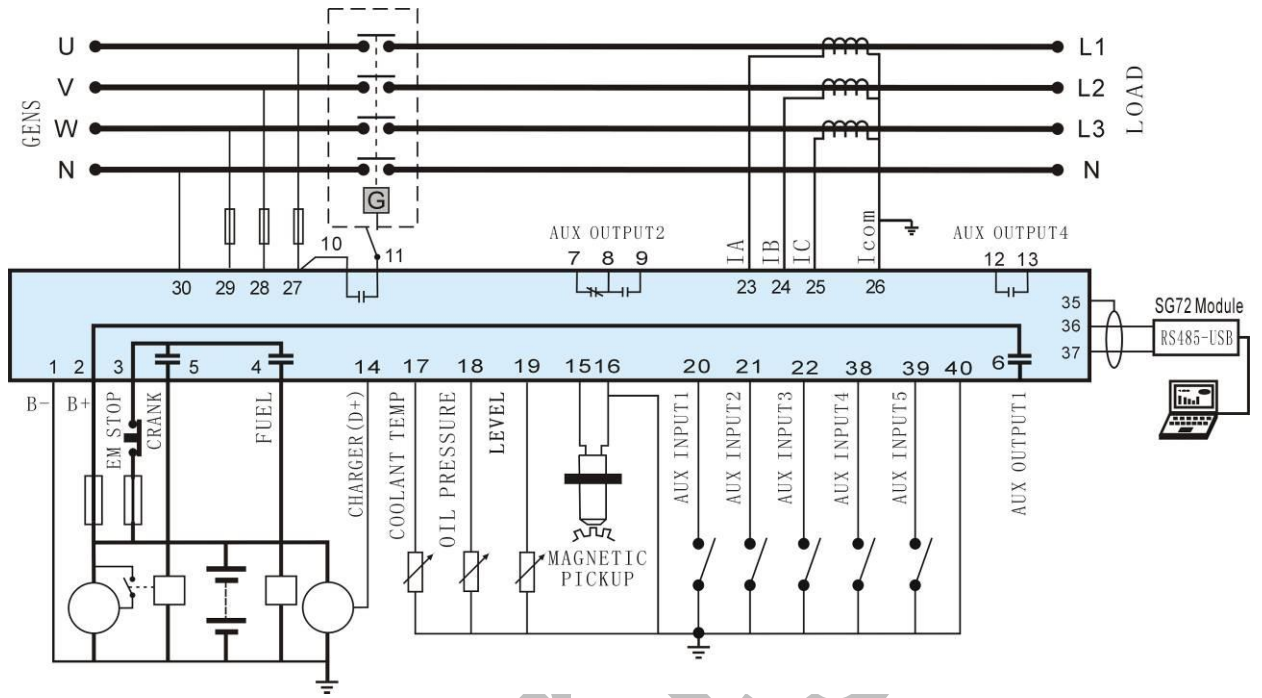 U
L1
V
L2
GENS
W
L3
LOAD
N
N
G
10
11
AUX OUTPUT2
7 8 9
IA
IB
IC
Icom
AUX OUTPUT4
12 13
30 29 28 27
23 24 25 26
35
36
37
SG72 Module
RS485-USB
1 2 3 5 4 14 17 18 19 15 16 20 21 22 38 39 40 6
B-
B+
EM STOP
CRANK
FUEL
CHARGER(D+)
COOLANT TEMP
OIL PRESSURE
LEVEL
MAGNETIC
PICKUP
AUX INPUT1
AUX INPUT2
AUX INPUT3
AUX INPUT4
AUX INPUT5
AUX OUTPUT1